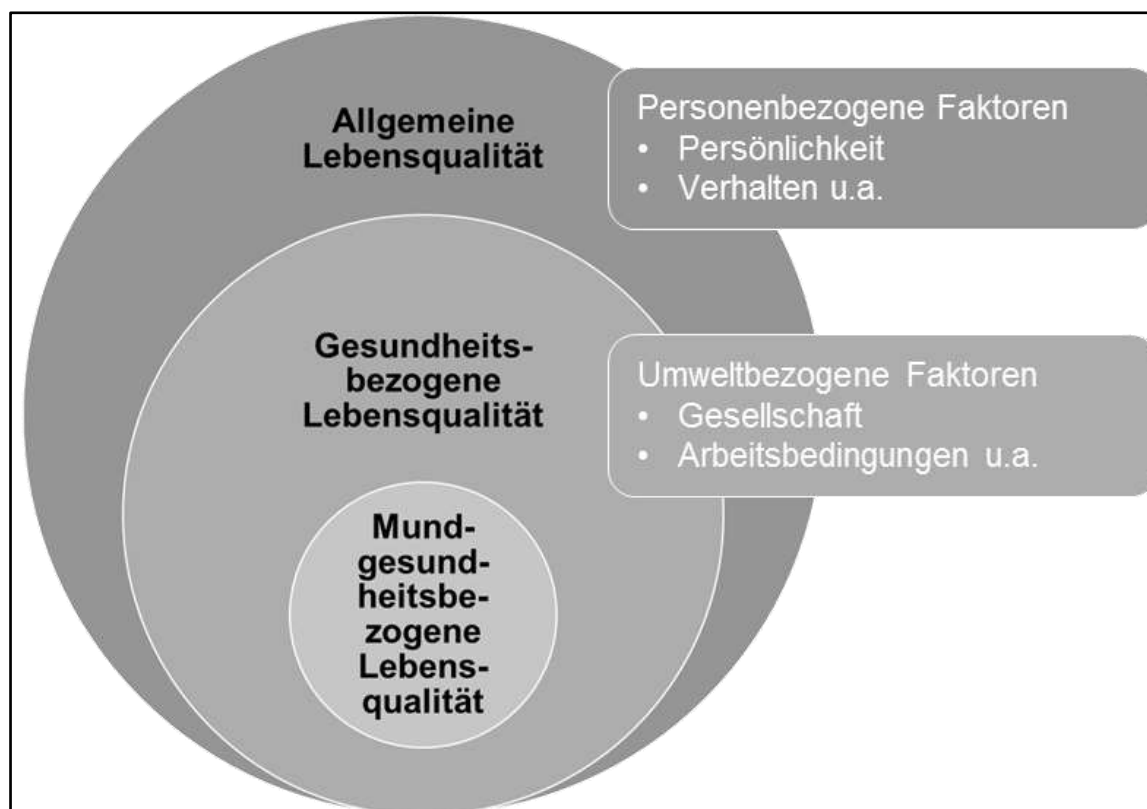 Allgemeine
Lebensqualität
Personenbezogene Faktoren
• Persönlichkeit
• Verhalten u.a.
Gesundheits-
bezogene
Lebensqualität
Umweltbezogene Faktoren
• Gesellschaft
• Arbeitsbedingungen u.a.
Mund-
gesund-
heitsbe-
zogene
Lebens-
qualität